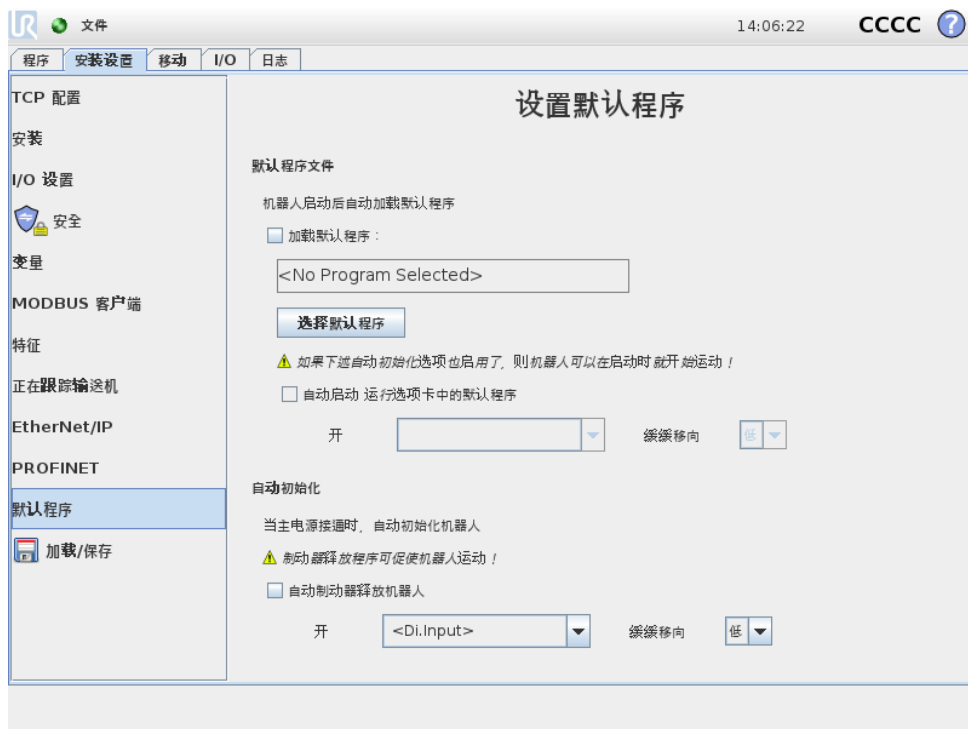 UR 文件 14:06:22 CCCC ?
程序 安装设置 移动 I/O 日志
TCP 配置
安装
I/O 设置
安全
变量
MODBUS 客户端
特征
正在跟踪输送机
EtherNet/IP
PROFINET
默认程序
加载/保存
设置默认程序
默认程序文件
机器人启动后自动加载默认程序
加载默认程序：
<No Program Selected>
选择默认程序
如果下述自动初始化选项也启用了，则机器人可以在启动时就开始运动！
自动启动 运行选项卡中的默认程序
开 缓缓移向 低
自动初始化
当主电源接通时，自动初始化机器人
制动器释放程序可促使机器人运动！
自动制动器释放机器人
开 <Di.Input> 缓缓移向 低